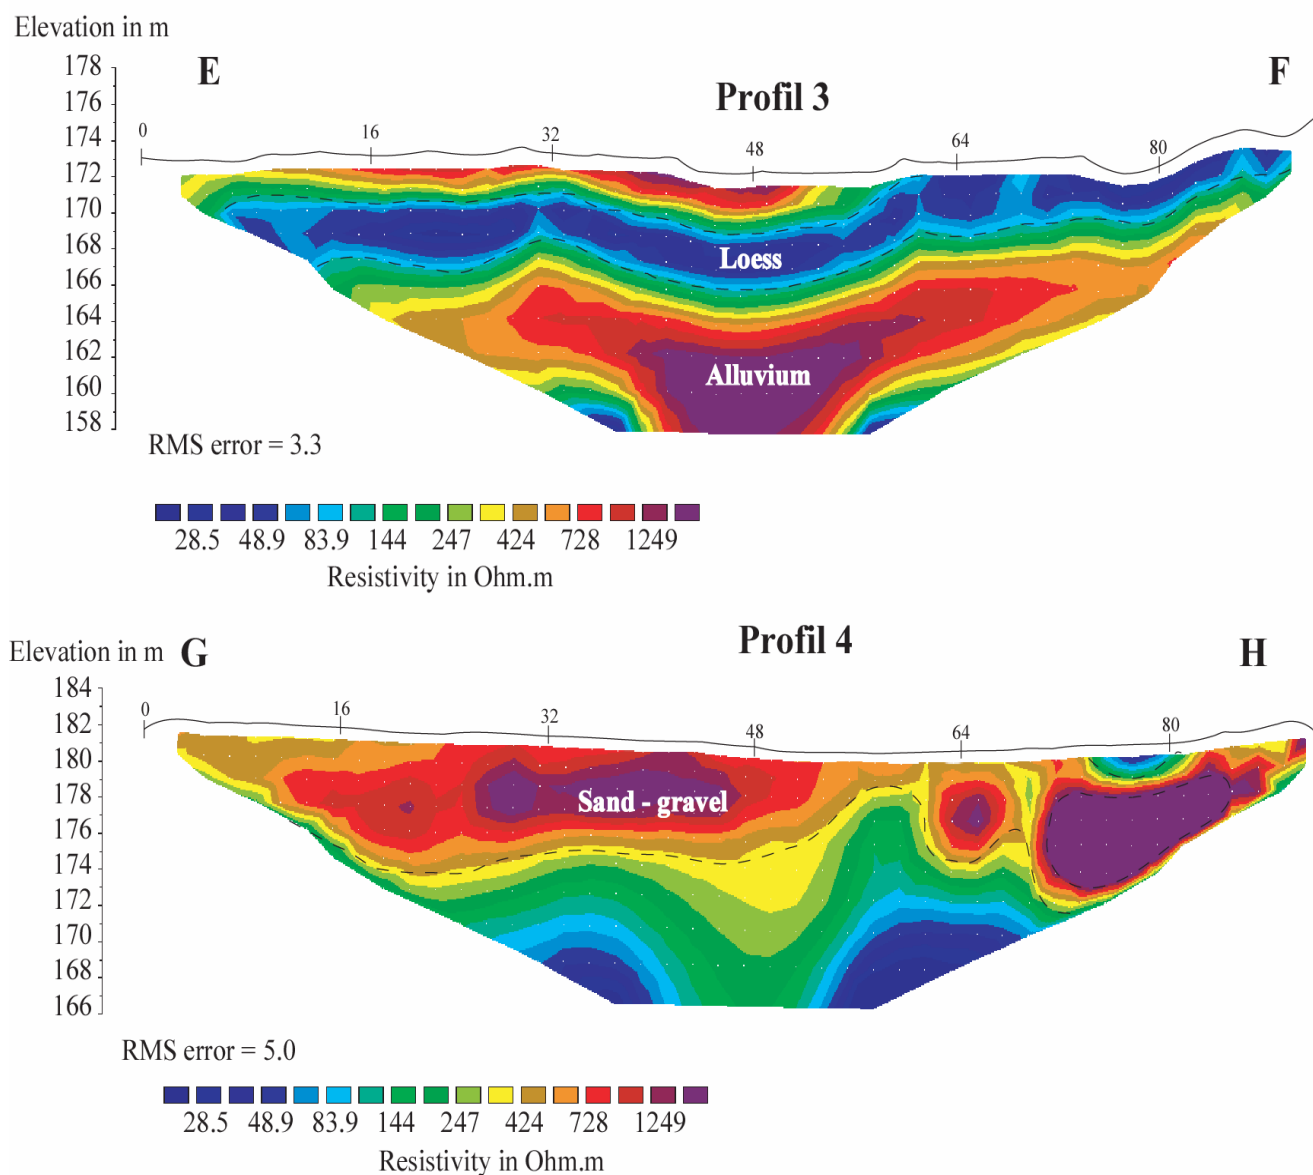 Elevation in m
E
F
Profil 3
178
176
174
172
170
168
166
164
162
160
158
0 16 32 48 64 80
Loess
Alluvium
RMS error = 3.3
28.5 48.9 83.9 144 247 424 728 1249
Resistivity in Ohm.m
Profil 4
Elevation in m G H
184
182
180
178
176
174
172
170
168
166
0 16 32 48 64 80
Sand - gravel
RMS error = 5.0
28.5 48.9 83.9 144 247 424 728 1249
Resistivity in Ohm.m